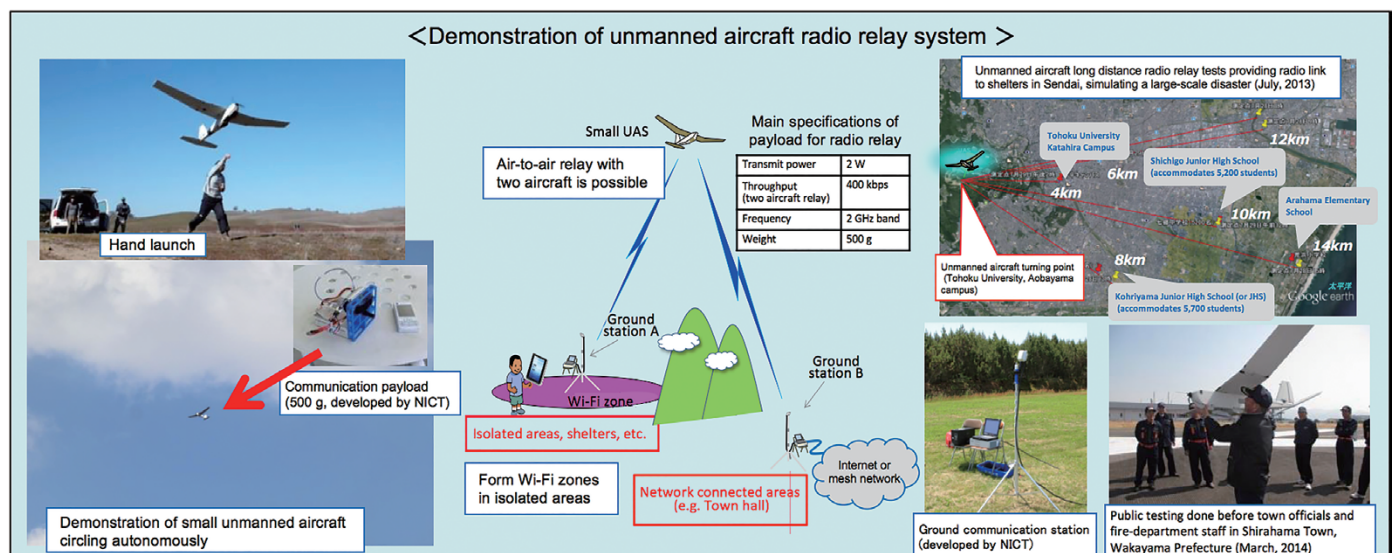 ＜Demonstration of unmanned aircraft radio relay system ＞
Hand launch
Communication payload
(500 g, developed by NICT)
Demonstration of small unmanned aircraft
circling autonomously
Small UAS
Air-to-air relay with
two aircraft is possible
Main specifications of
payload for radio relay
Transmit power 2 W
Throughput
(two aircraft relay) 400 kbps
Frequency 2 GHz band
Weight 500 g
Ground
station A
Wi-Fi zone
Isolated areas, shelters, etc.
Form Wi-Fi zones
in isolated areas
Ground
station B
Internet or
mesh network
Network connected areas
(e.g. Town hall)
Unmanned aircraft long distance radio relay tests providing radio link
to shelters in Sendai, simulating a large-scale disaster (July, 2013)
Tohoku University
Katahira Campus
12km
6km
4km
Shichigo Junior High School
(accommodates 5,200 students)
10km
Arahama Elementary
School
14km
8km
Unmanned aircraft turning point
(Tohoku University, Aobayama
campus)
Kohriyama Junior High School (or JHS)
(accommodates 5,700 students)
太平洋
Google earth
Ground communication station
(developed by NICT)
Public testing done before town officials and
fire-department staff in Shirahama Town,
Wakayama Prefecture (March, 2014)